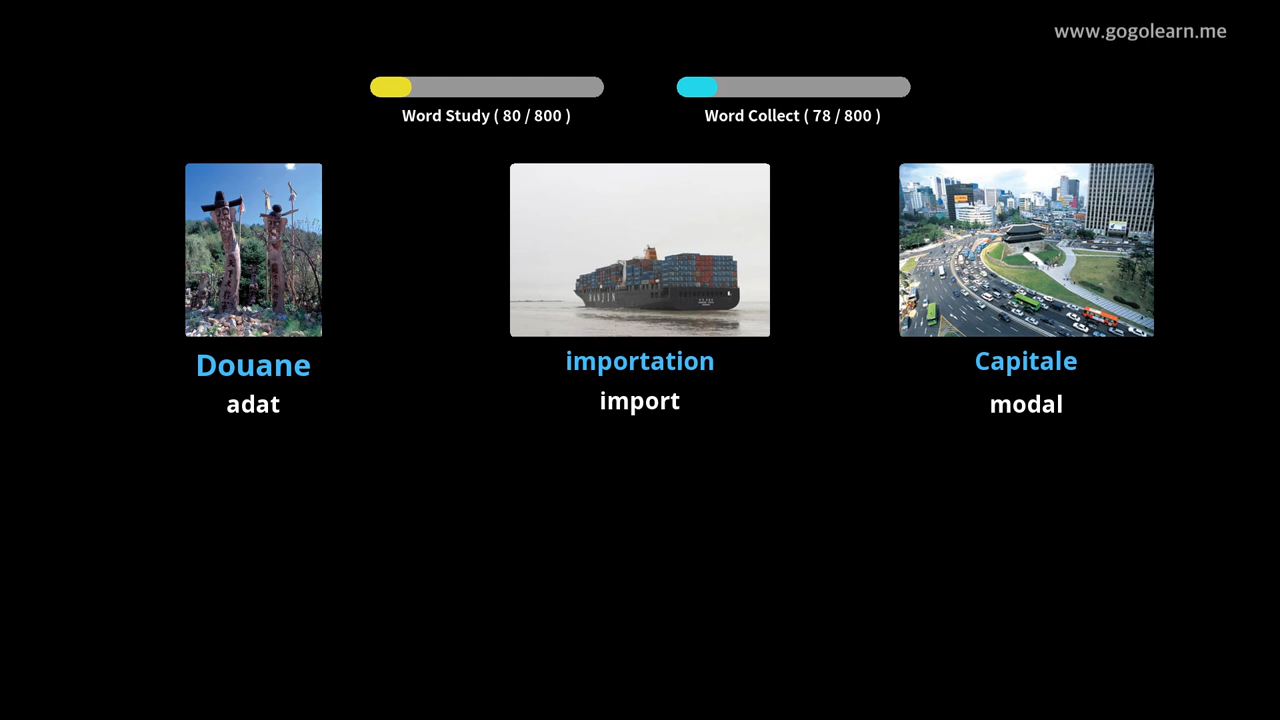 www.gogolearn.me
Word Study ( 80 / 800 )
Word Collect ( 78 / 800 )
Douane
importation
Capitale
adat
import
modal